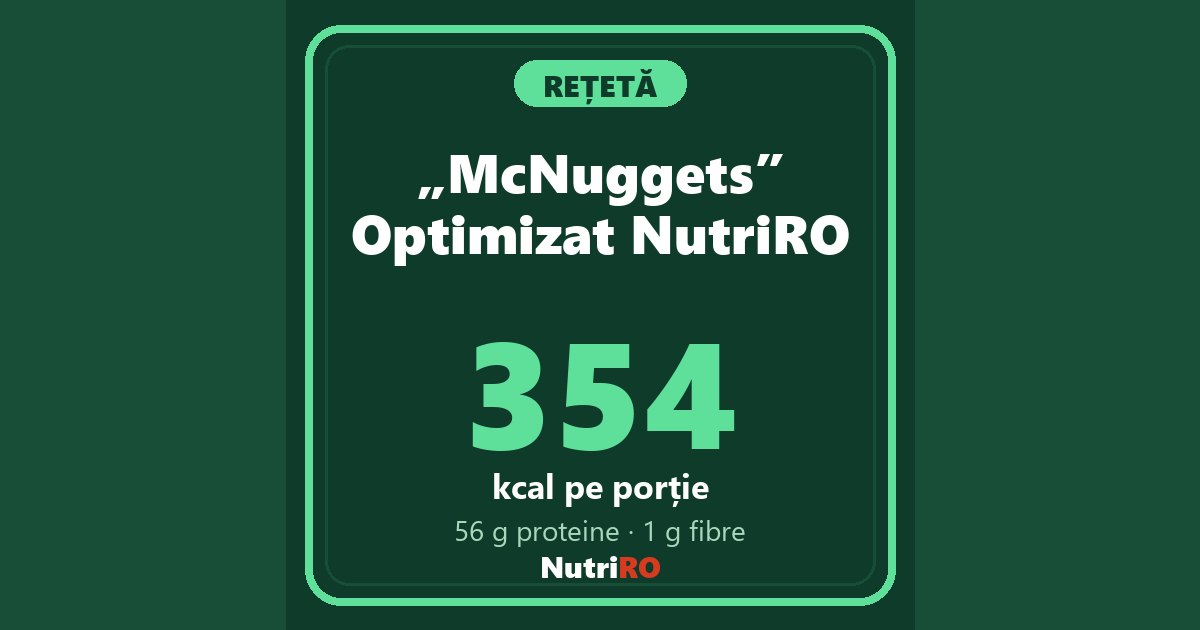 REȚETĂ
„McNuggets”
Optimizat NutriRO
354
kcal pe porție
56 g proteine · 1 g fibre
NutriRO